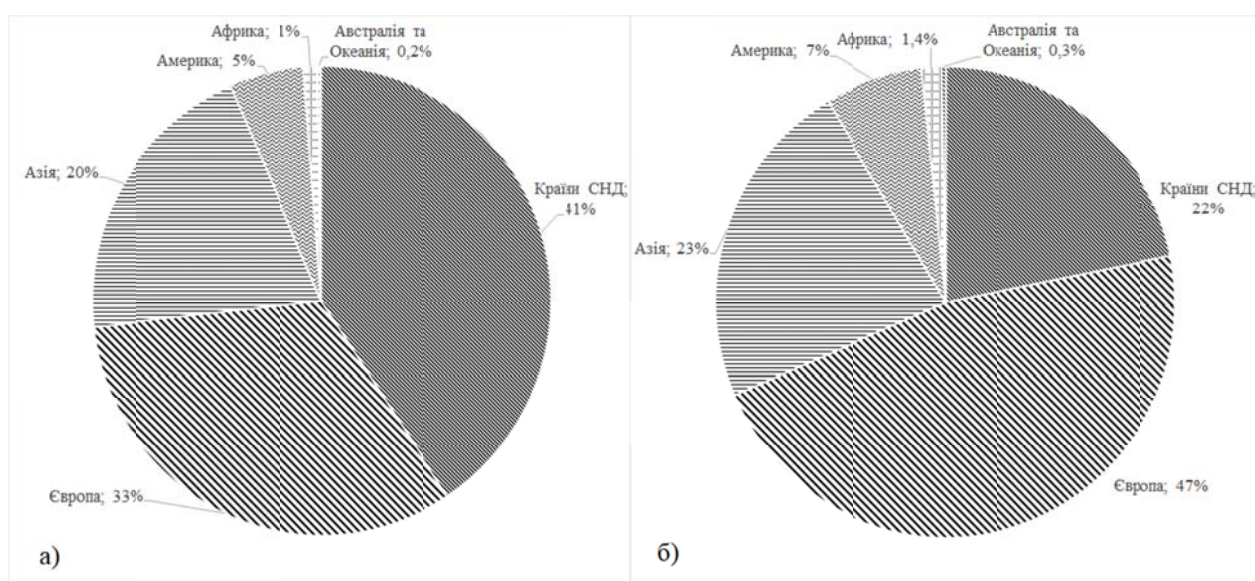 Африка; 1%
Австралія та
Океанія; 0,2%
Америка; 5%
Азія; 20%
Країни СНД;
41%
Європа; 33%
а)
Африка; 1,4%
Австралія та
Океанія; 0,3%
Америка; 7%
Країни СНД;
22%
Азія; 23%
Європа; 47%
б)